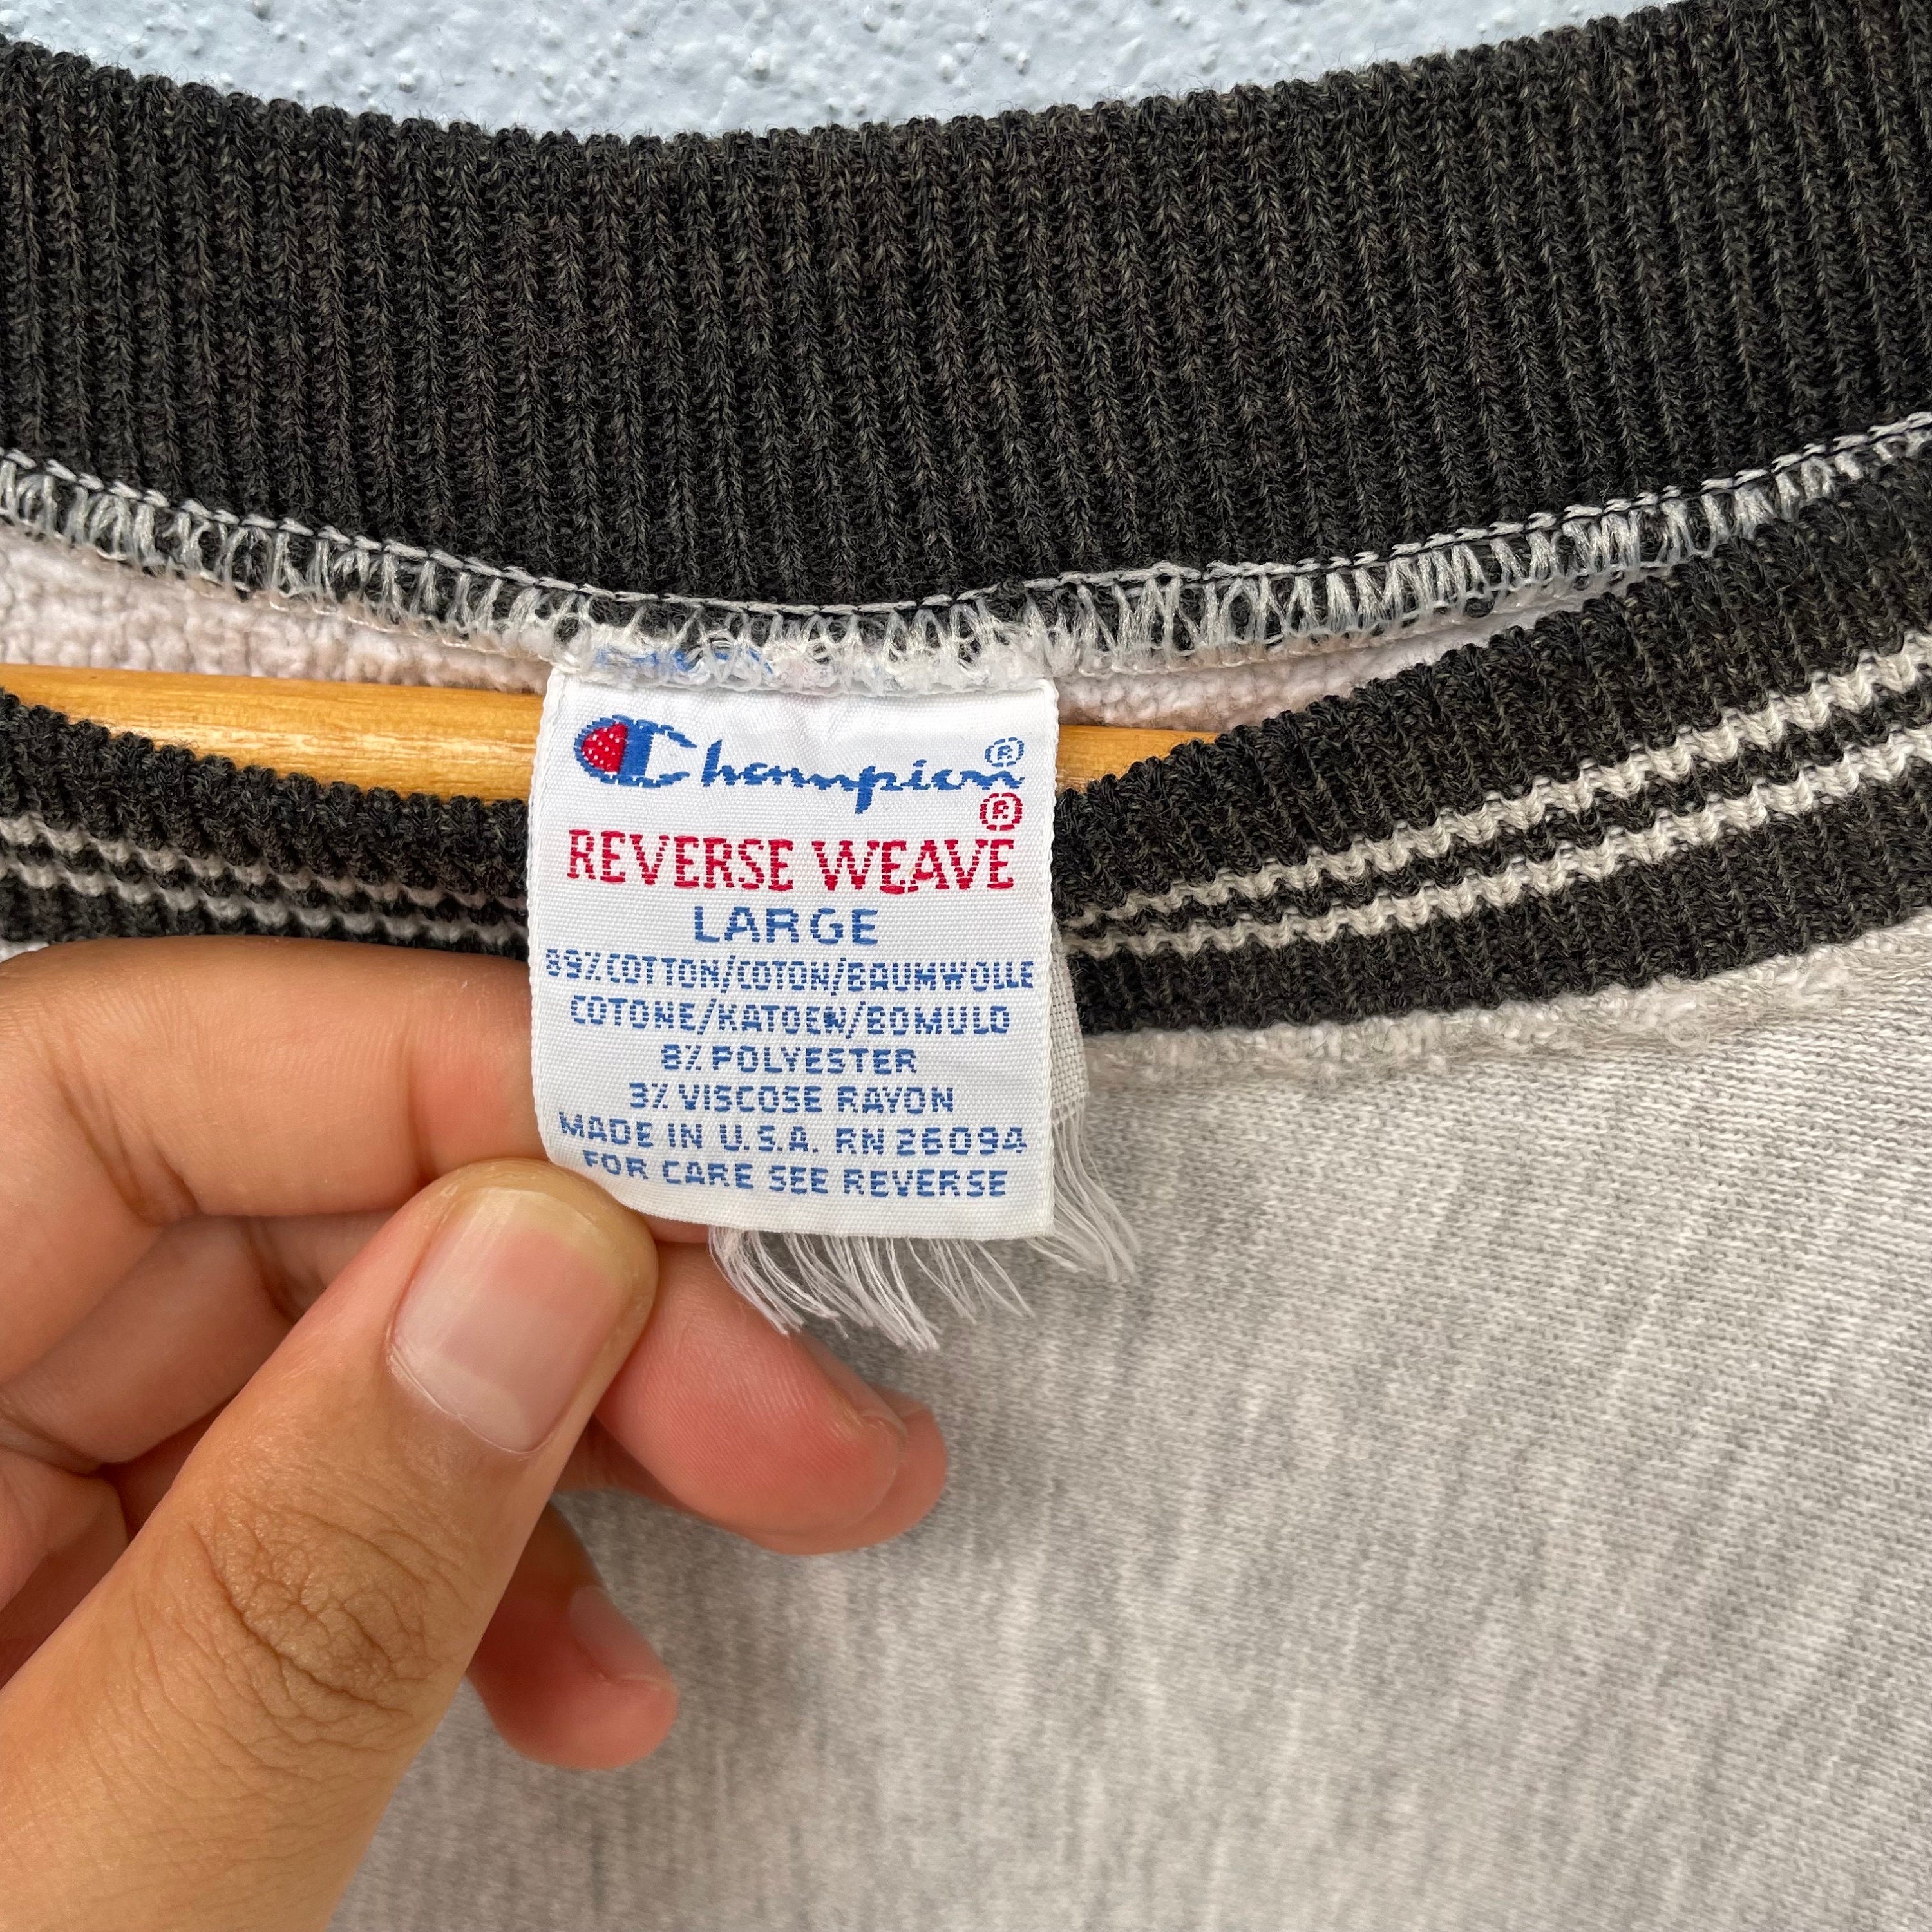 Champion®
®
REVERSE WEAVE
LARGE
89% COTTON/COTON/BAUMWOLLE
COTONE/KATOEN/BOMULD
8% POLYESTER
3% VISCOSE RAYON
MADE IN U.S.A. RN 26094
FOR CARE SEE REVERSE